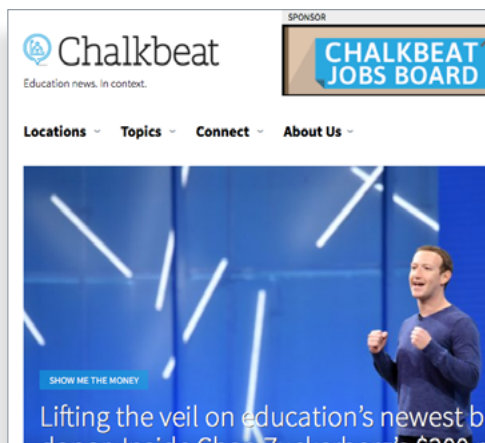 SPONSOR
Chalkbeat
CHALKBEAT
JOBS BOARD
Education news. In context.
Locations Topics Connect About Us
SHOW ME THE MONEY
Lifting the veil on education's newest b